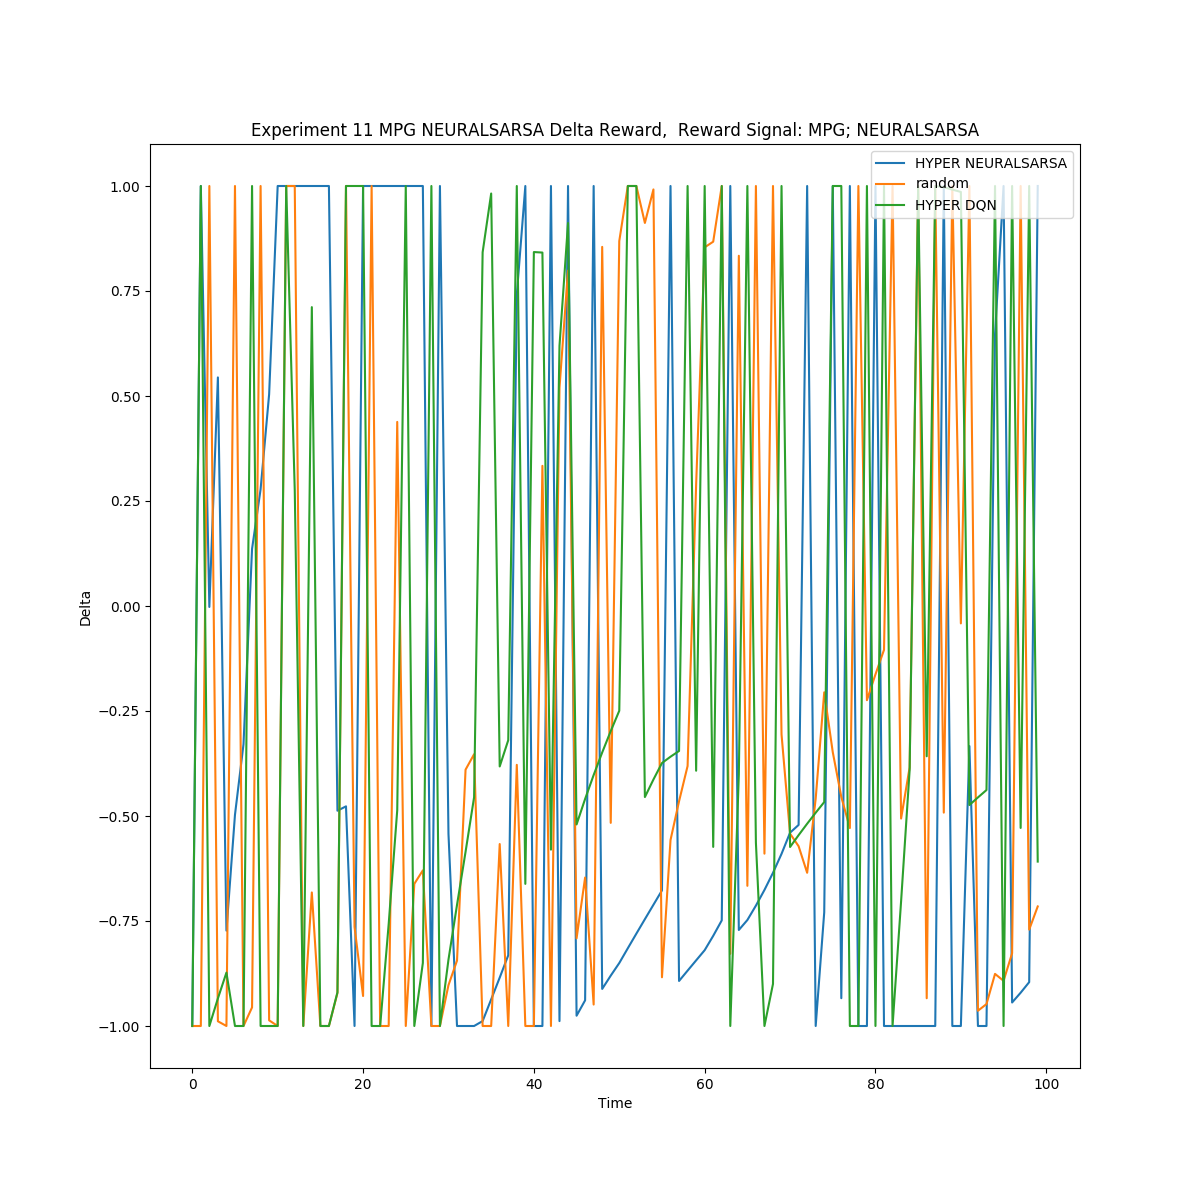 Experiment 11 MPG NEURALSARSA Delta Reward,  Reward Signal: MPG; NEURALSARSA
HYPER NEURALSARSA
random
HYPER DQN
1.00
0.75
0.50
0.25
0.00
−0.25
−0.50
−0.75
−1.00
Delta
0 20 40 60 80 100
Time